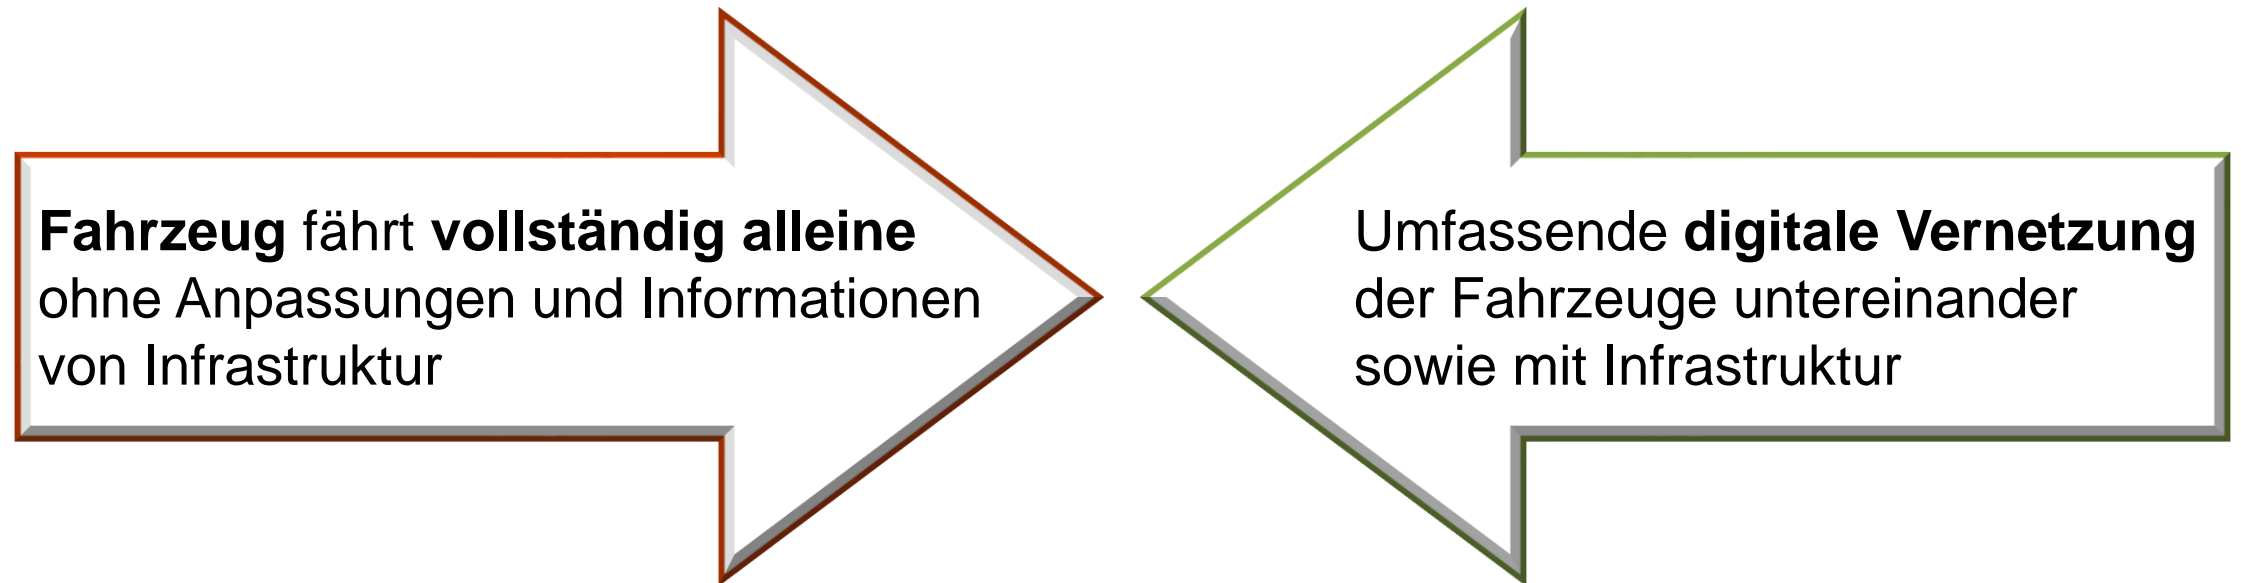 Fahrzeug fährt vollständig alleine
ohne Anpassungen und Informationen
von Infrastruktur
Umfassende digitale Vernetzung
der Fahrzeuge untereinander
sowie mit Infrastruktur